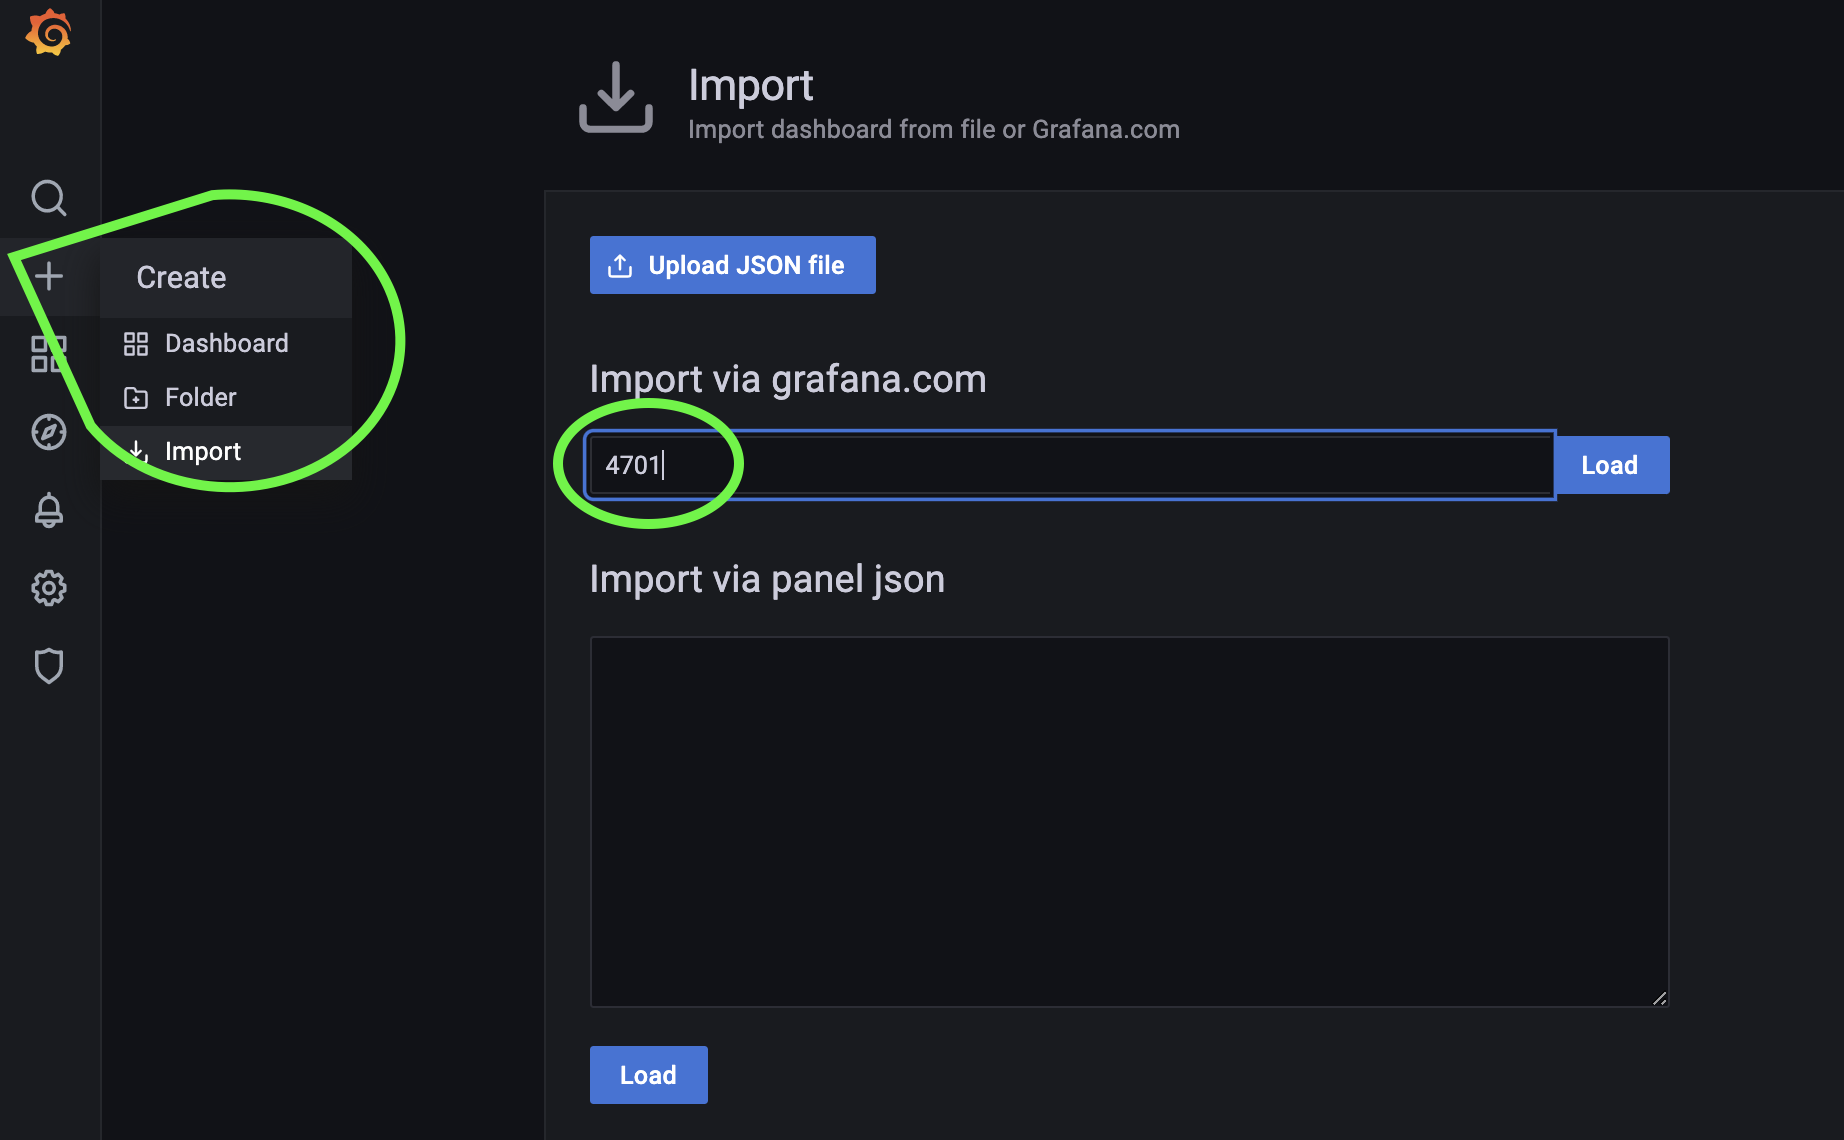 Import
Import dashboard from file or Grafana.com
Create
Dashboard
Folder
Import
Upload JSON file
Import via grafana.com
4701
Load
Import via panel json
Load